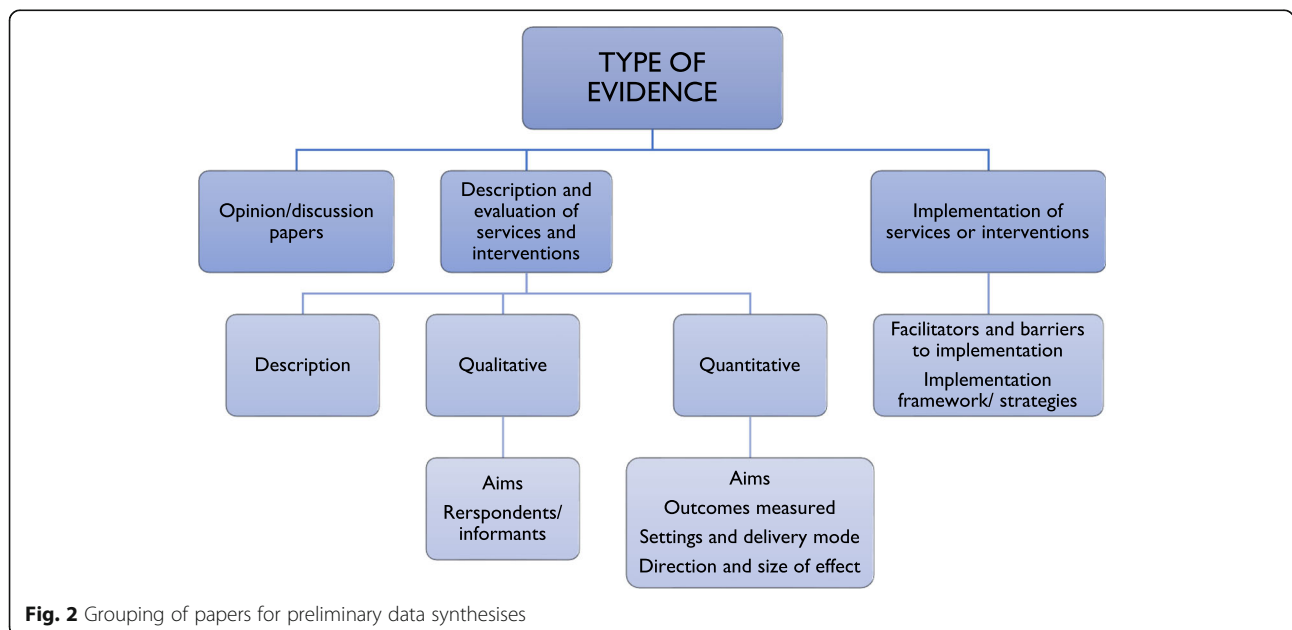 TYPE OF
EVIDENCE
Opinion/discussion
papers
Description and
evaluation of
services and
interventions
Implementation of
services or interventions
Description
Qualitative
Quantitative
Facilitators and barriers
to implementation
Implementation
framework/ strategies
Aims
Rerspondents/
informants
Aims
Outcomes measured
Settings and delivery mode
Direction and size of effect
Fig. 2 Grouping of papers for preliminary data synthesises